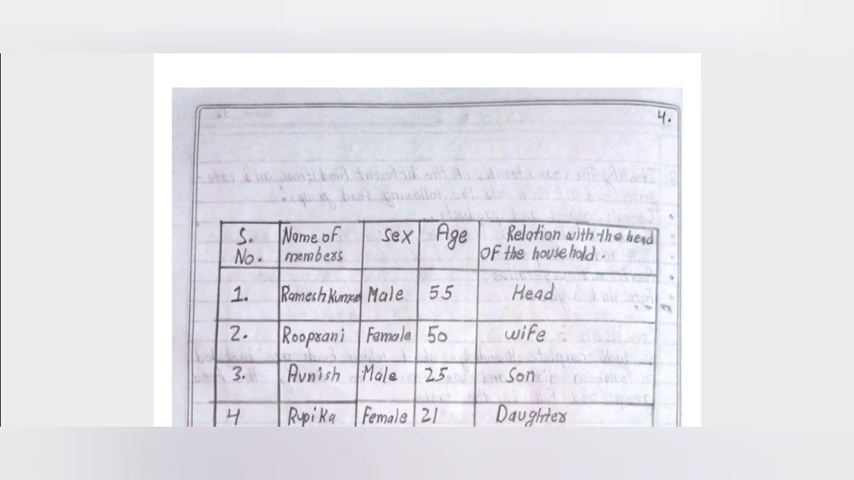 4.
S. No. Name of members Sex Age Relation with the head OF the household.
1. Ramesh Kumar Male 55 Head
2. Rooprani Female 50 wife
3. Avnish Male 25 Son
4 Rupika Female 21 Daughter